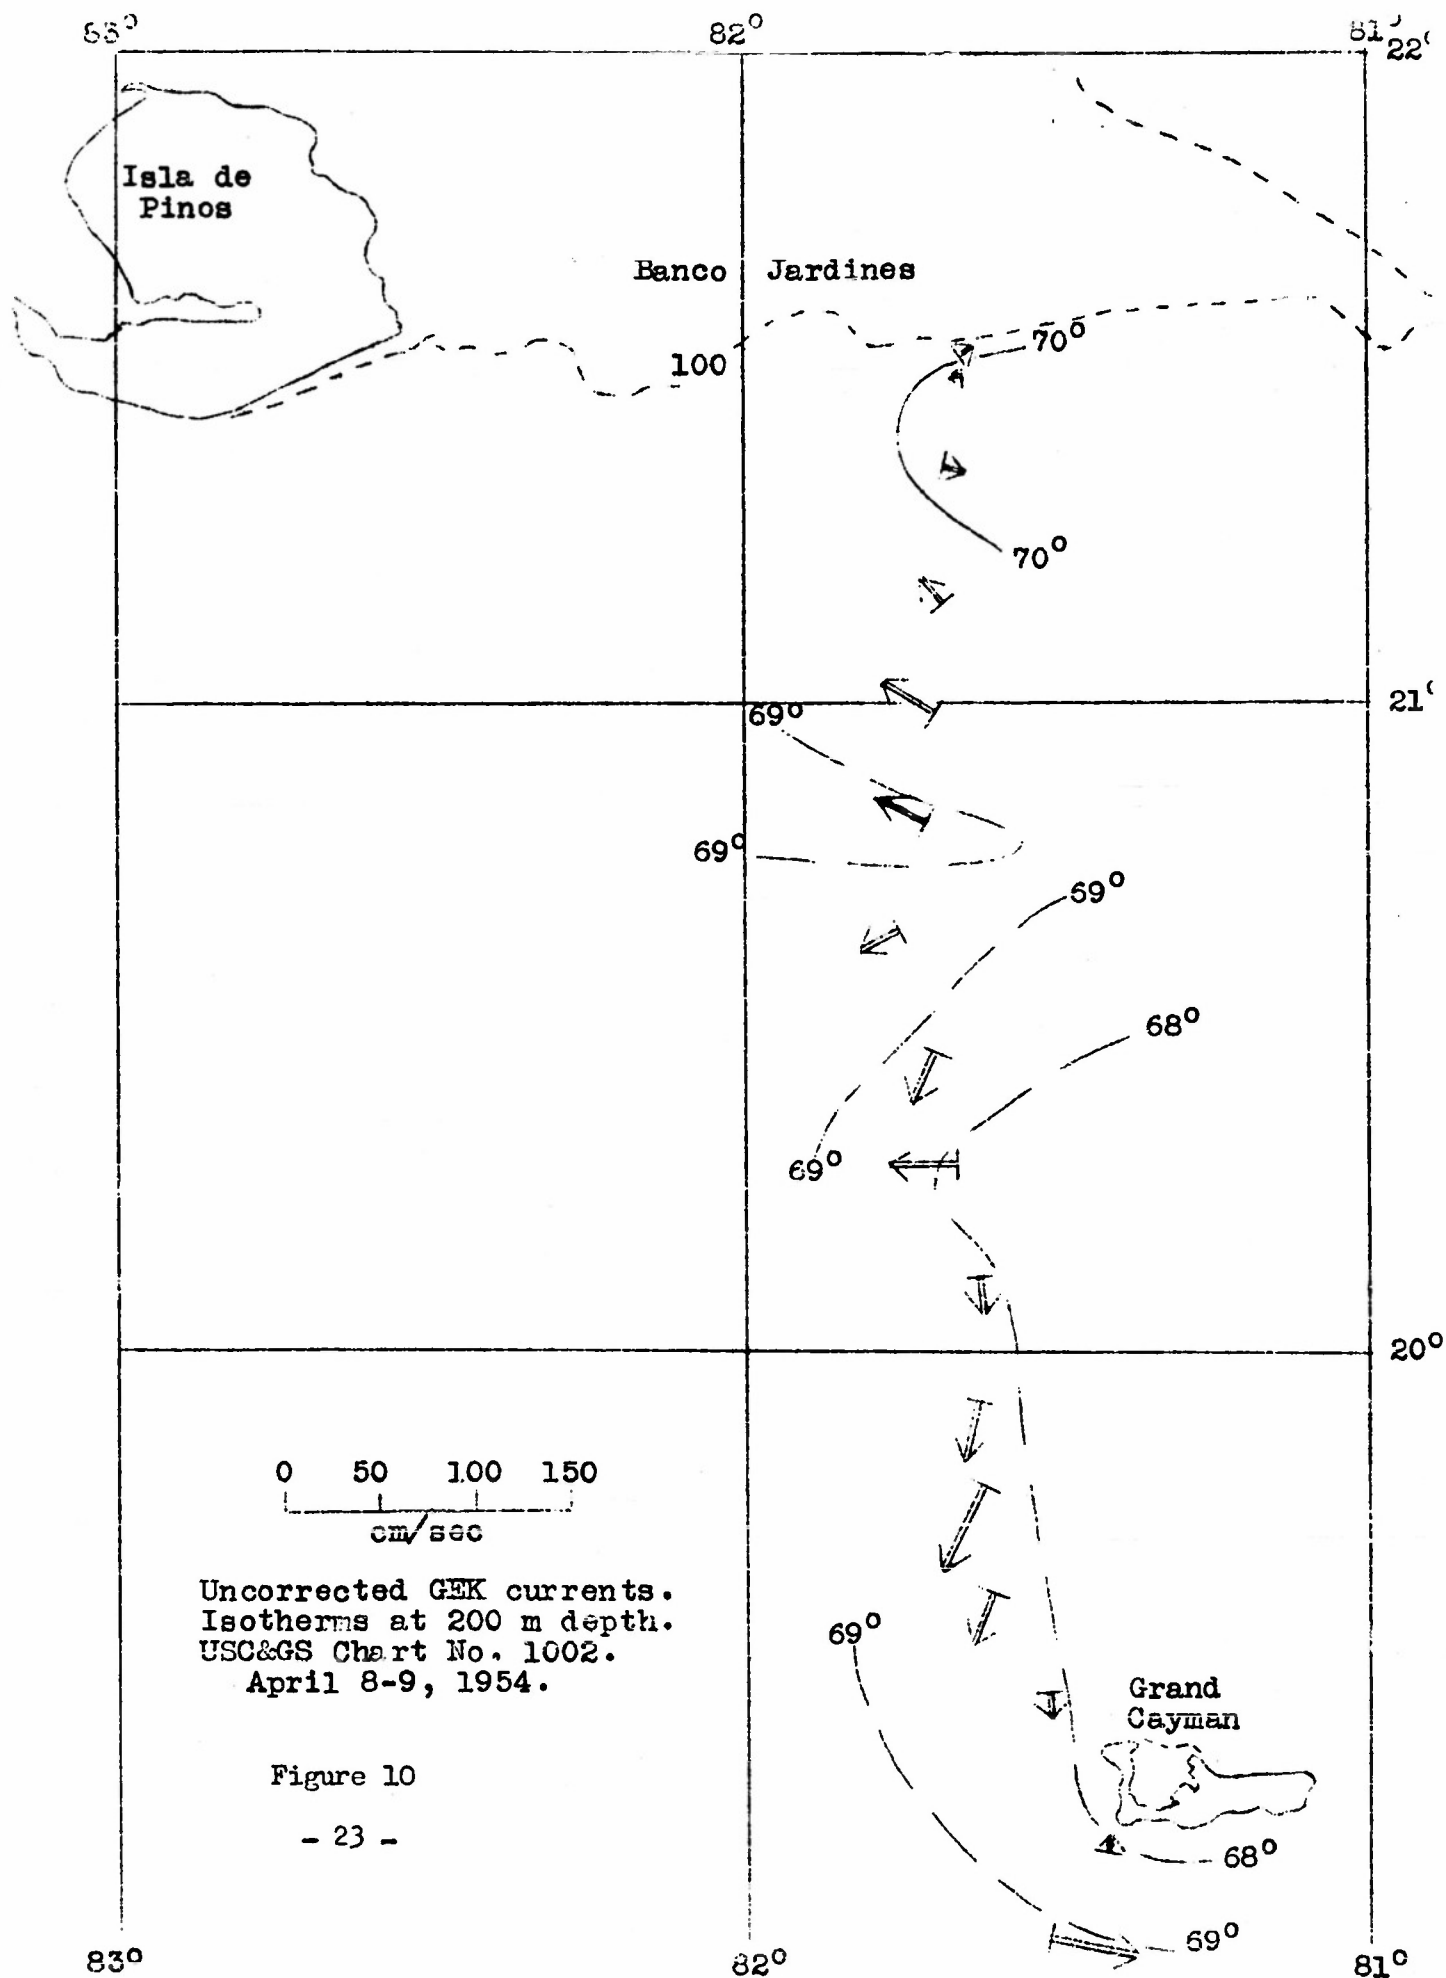 83°
82°
81°
Isla de
Pinos
Banco Jardines
100
70°
70°
21°
69°
69°
69°
68°
69°
20°
0 50 100 150
cm/sec
Uncorrected GEK currents.
Isotherms at 200 m depth.
USC&GS Chart No. 1002.
April 8-9, 1954.
69°
Grand
Cayman
Figure 10
- 23 -
68°
69°
83°
82°
81°